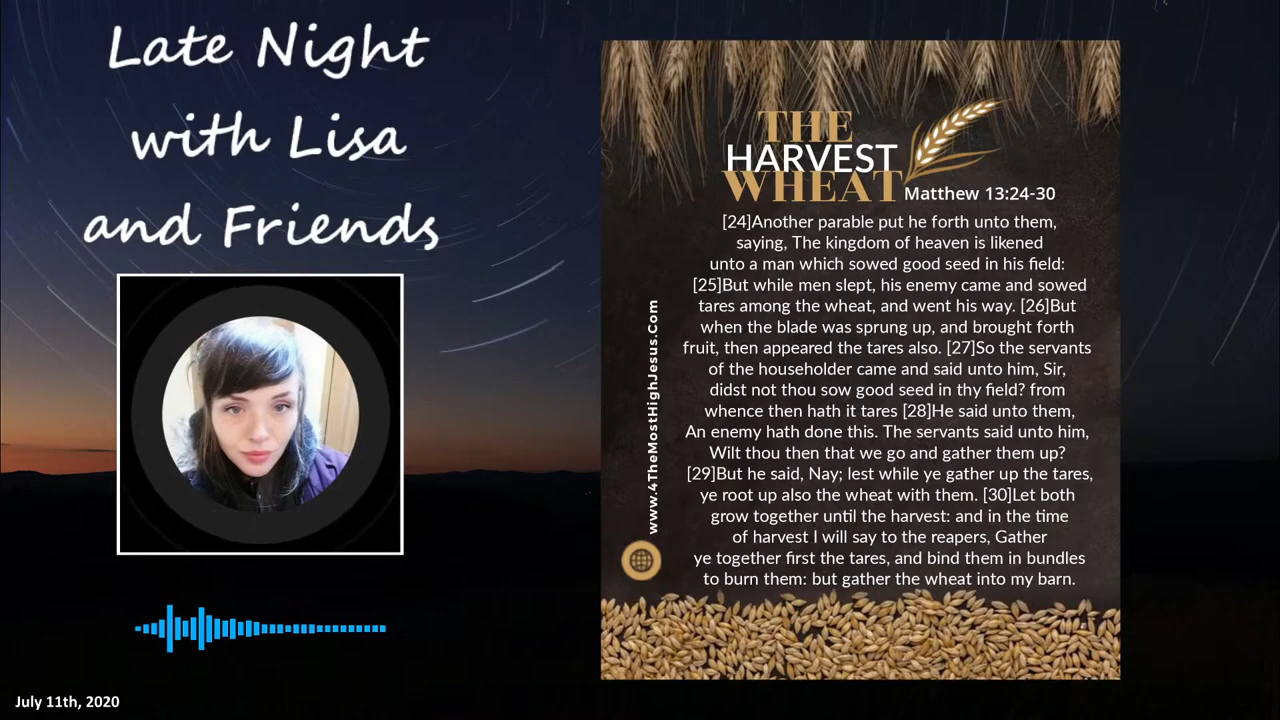 Late Night
with Lisa
and Friends
THE
HARVEST
WHEAT
Matthew 13:24-30
[24]Another parable put he forth unto them,
saying, The kingdom of heaven is likened
unto a man which sowed good seed in his field:
[25]But while men slept, his enemy came and sowed
tares among the wheat, and went his way. [26]But
when the blade was sprung up, and brought forth
fruit, then appeared the tares also. [27]So the servants
of the householder came and said unto him, Sir,
didst not thou sow good seed in thy field? from
whence then hath it tares [28]He said unto them,
An enemy hath done this. The servants said unto him,
Wilt thou then that we go and gather them up?
[29]But he said, Nay; lest while ye gather up the tares,
ye root up also the wheat with them. [30]Let both
grow together until the harvest: and in the time
of harvest I will say to the reapers, Gather
ye together first the tares, and bind them in bundles
to burn them: but gather the wheat into my barn.
www.4TheMostHighJesus.Com
July 11th, 2020